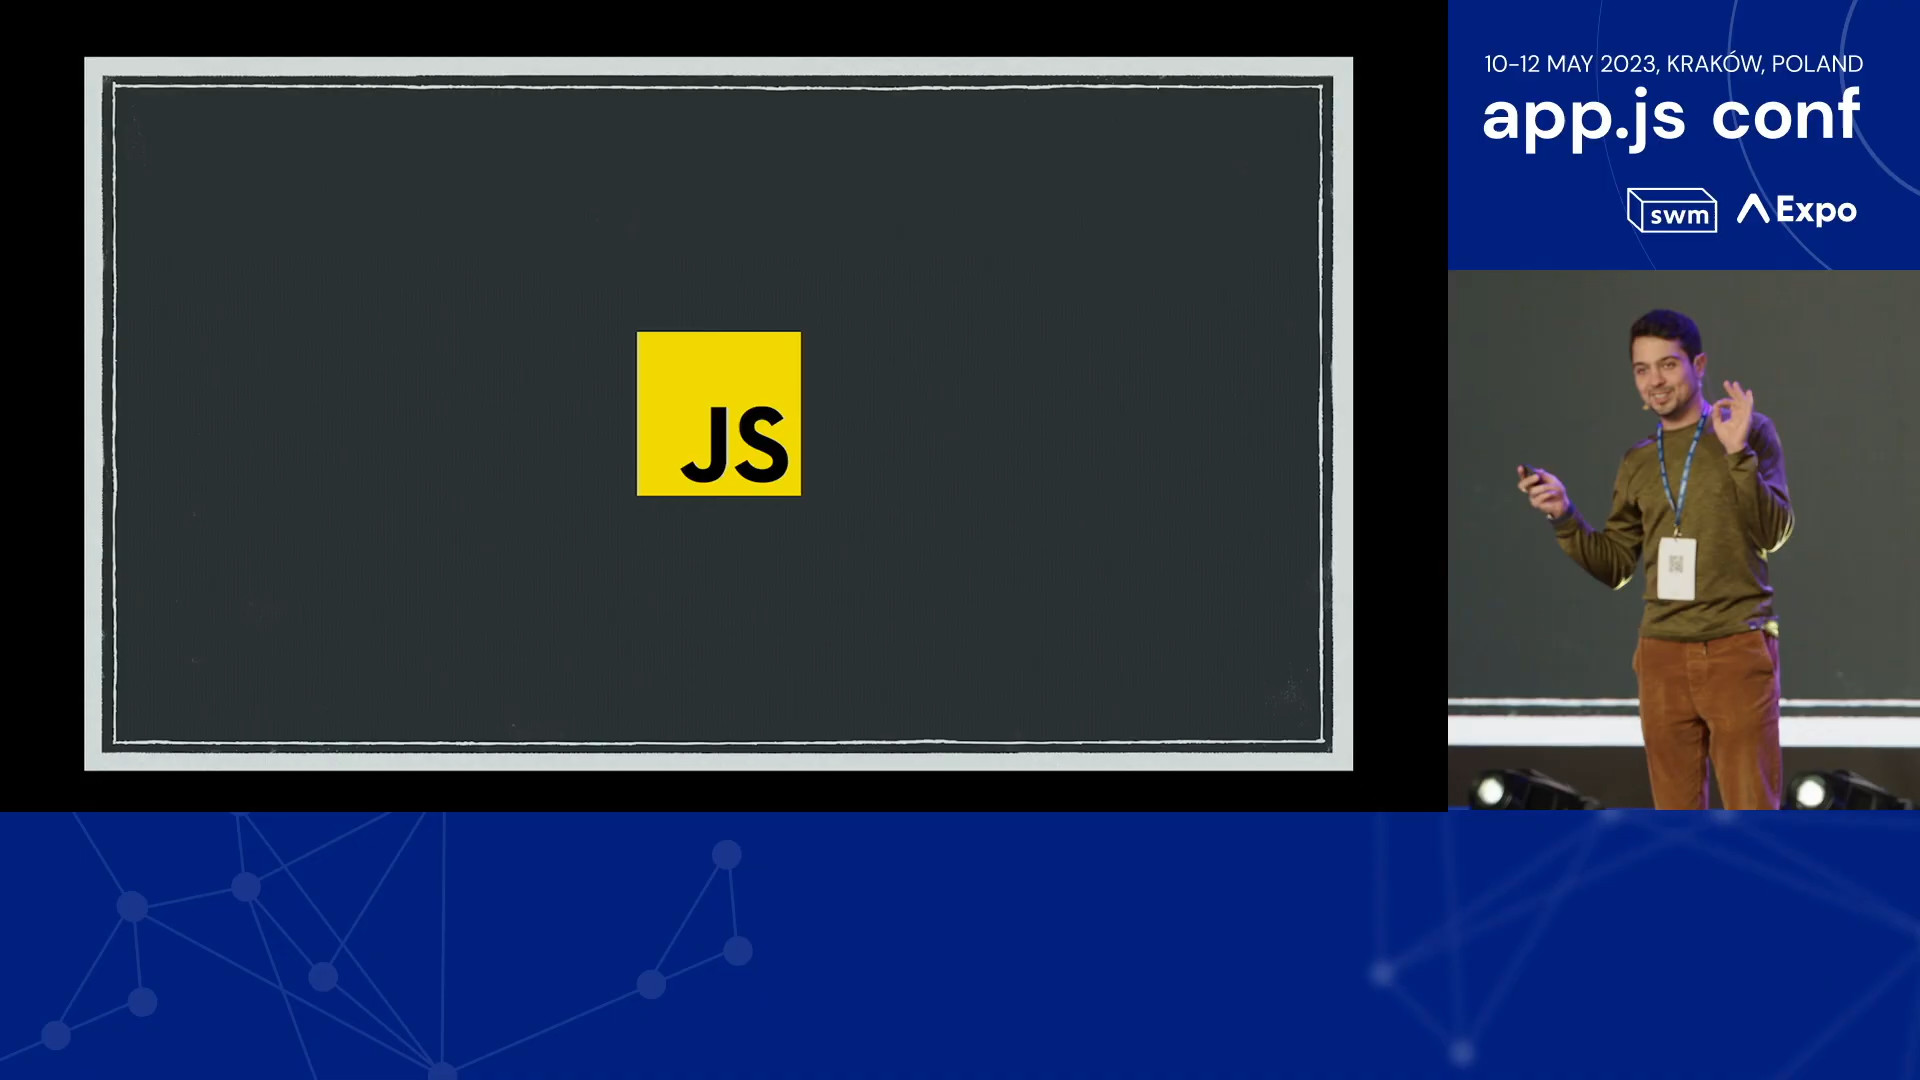 JS
10–12 MAY 2023, KRAKÓW, POLAND
app.js conf
swm Expo